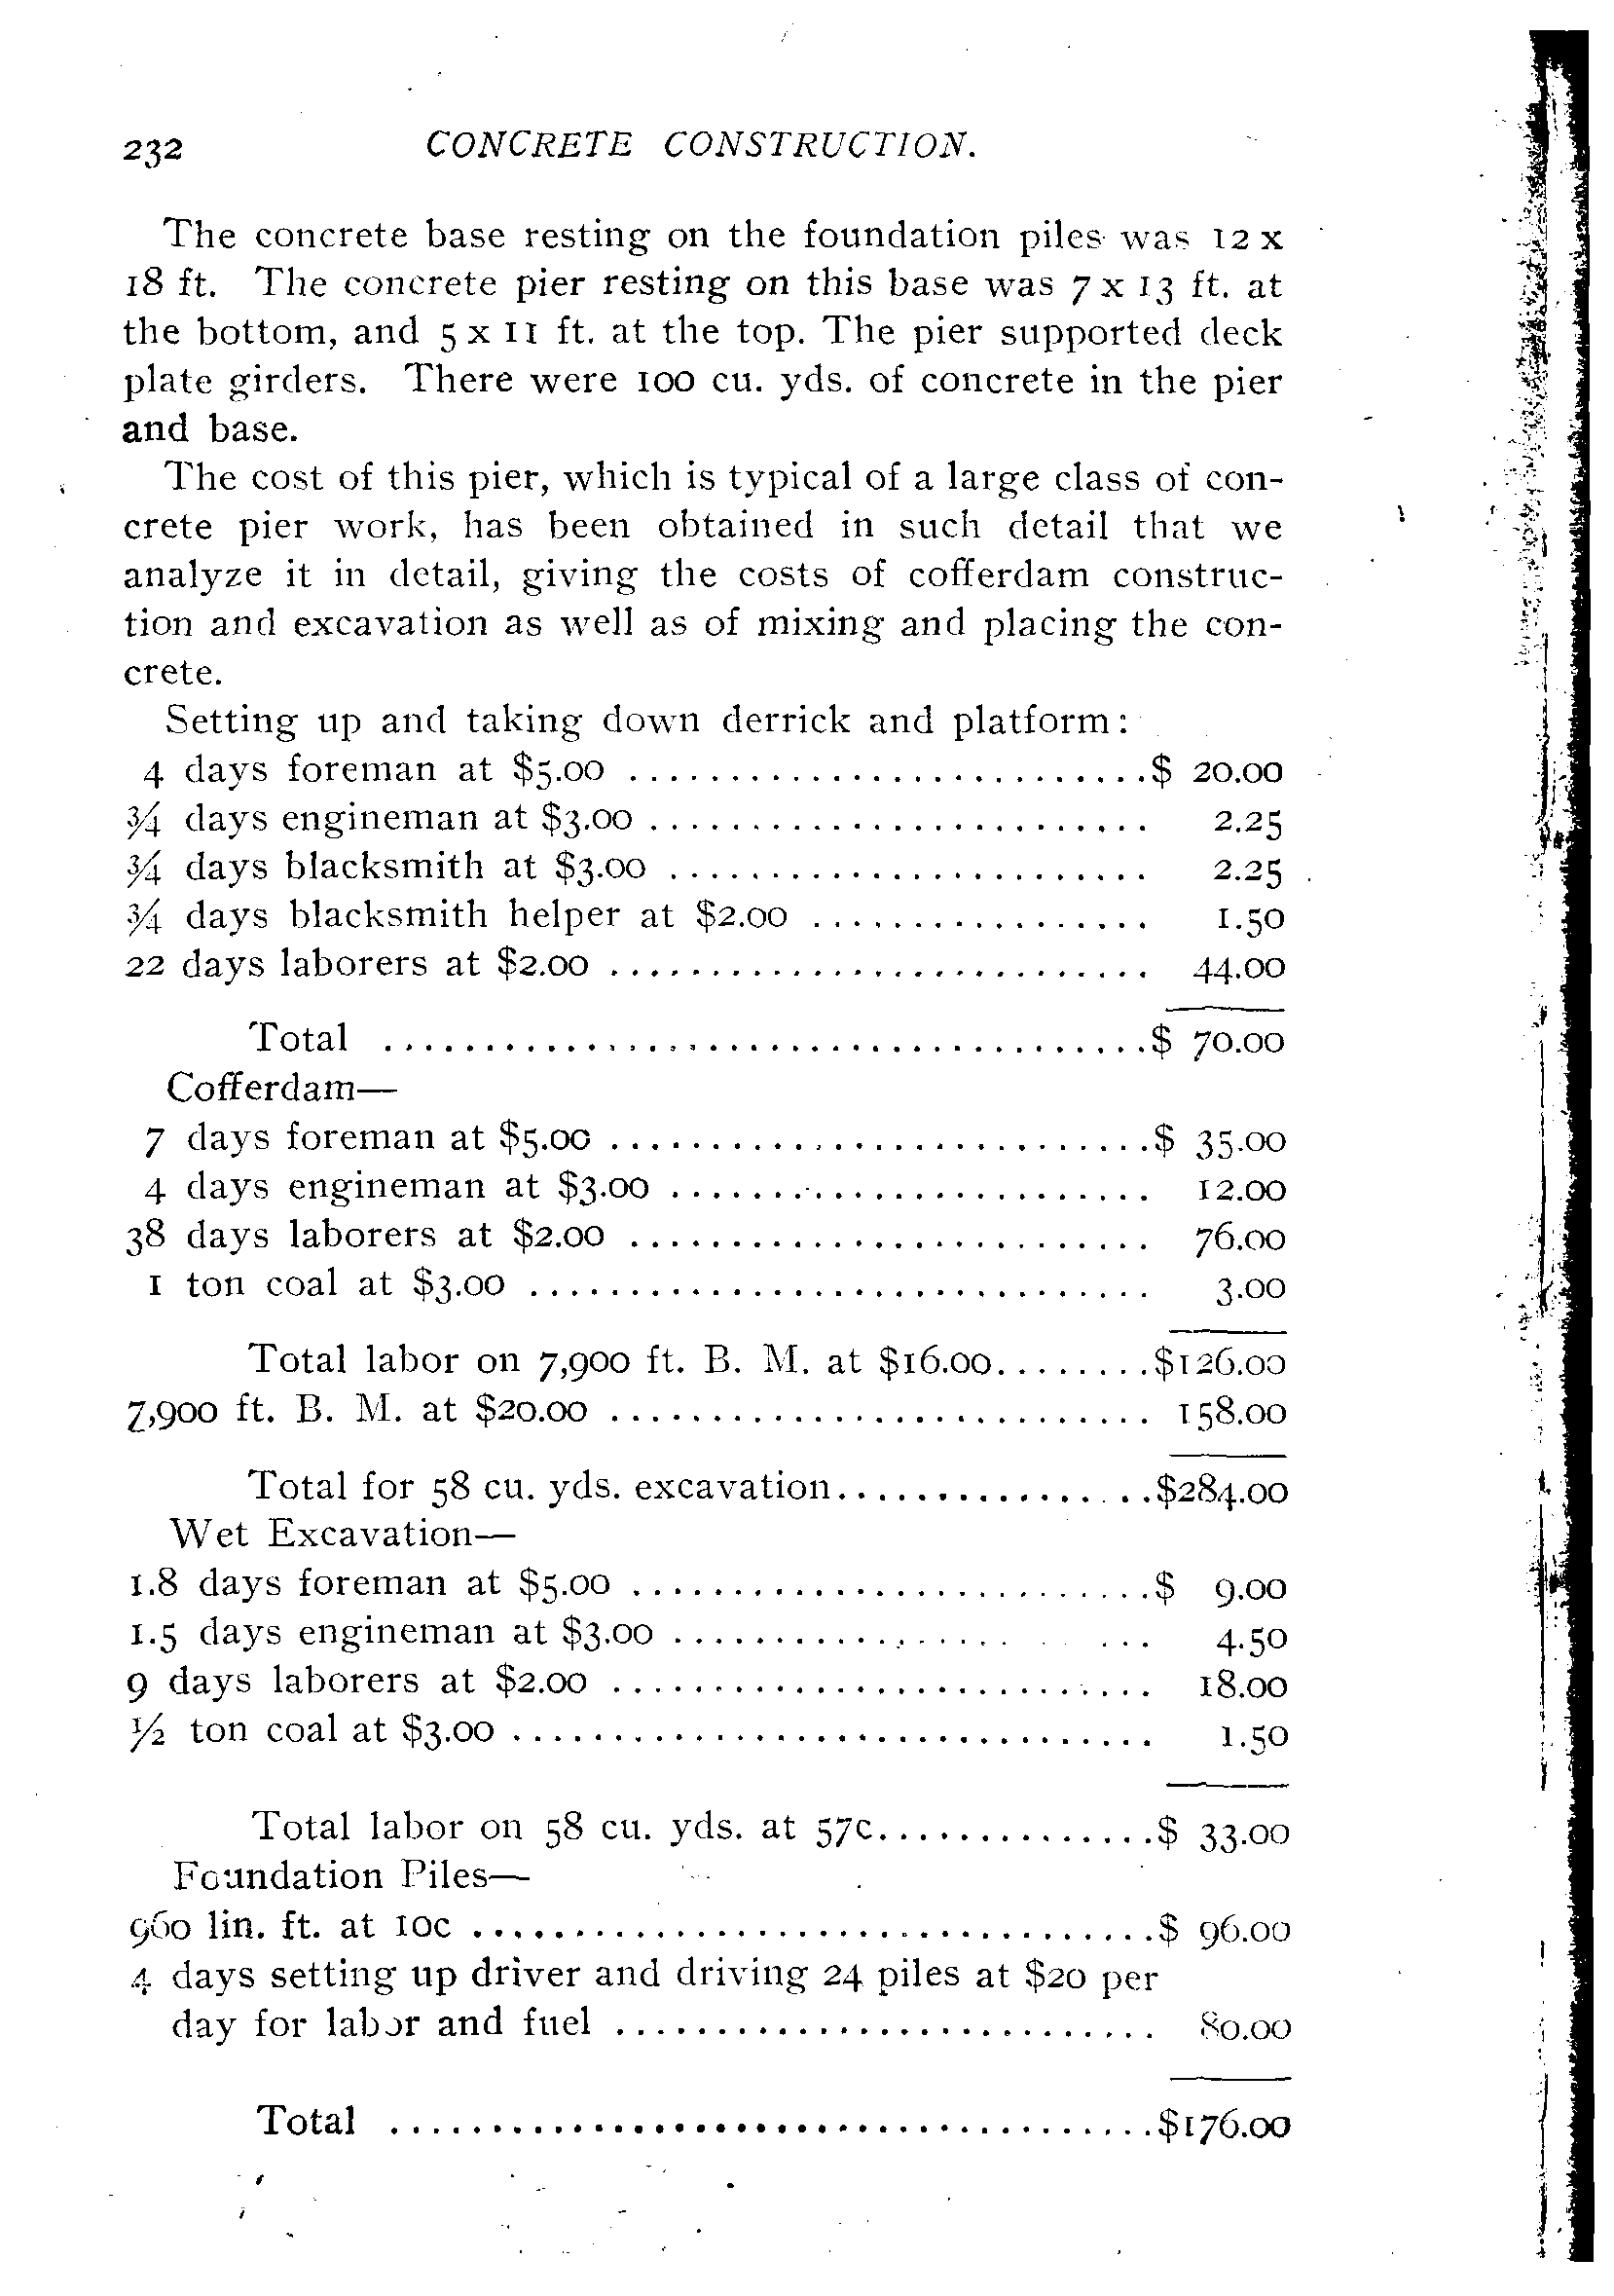 232 CONCRETE CONSTRUCTION.
The concrete base resting on the foundation piles was 12 x
18 ft. The concrete pier resting on this base was 7 x 13 ft. at
the bottom, and 5 x 11 ft. at the top. The pier supported deck
plate girders. There were 100 cu. yds. of concrete in the pier
and base.
The cost of this pier, which is typical of a large class of con-
crete pier work, has been obtained in such detail that we
analyze it in detail, giving the costs of cofferdam construc-
tion and excavation as well as of mixing and placing the con-
crete.
Setting up and taking down derrick and platform:
4 days foreman at $5.00 ..........................$ 20.00
¾ days engineman at $3.00 ......................... 2.25
¾ days blacksmith at $3.00 ........................ 2.25
¾ days blacksmith helper at $2.00 ................. 1.50
22 days laborers at $2.00 ........................... 44.00
Total ......................................$ 70.00
Cofferdam—
7 days foreman at $5.00 ...........................$ 35.00
4 days engineman at $3.00 ........................ 12.00
38 days laborers at $2.00 .......................... 76.00
1 ton coal at $3.00 ............................... 3.00
Total labor on 7,900 ft. B. M. at $16.00........$126.00
7,900 ft. B. M. at $20.00 ........................... 158.00
Total for 58 cu. yds. excavation................$284.00
Wet Excavation—
1.8 days foreman at $5.00 ..........................$ 9.00
1.5 days engineman at $3.00 ........................ 4.50
9 days laborers at $2.00 ........................... 18.00
½ ton coal at $3.00 ................................ 1.50
Total labor on 58 cu. yds. at 57c..............$ 33.00
Foundation Piles—
960 lin. ft. at 10c ..................................$ 96.00
4 days setting up driver and driving 24 piles at $20 per
day for labor and fuel ........................... 80.00
Total ......................................$176.00